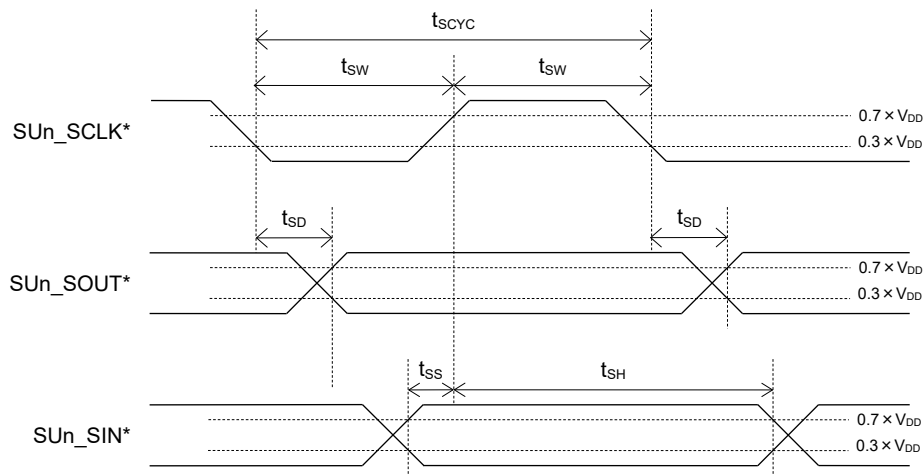 tSCYC
tSW tSW
SUn_SCLK*
0.7 × VDD
0.3 × VDD
tSD tSD
SUn_SOUT*
0.7 × VDD
0.3 × VDD
tSS tSH
SUn_SIN*
0.7 × VDD
0.3 × VDD